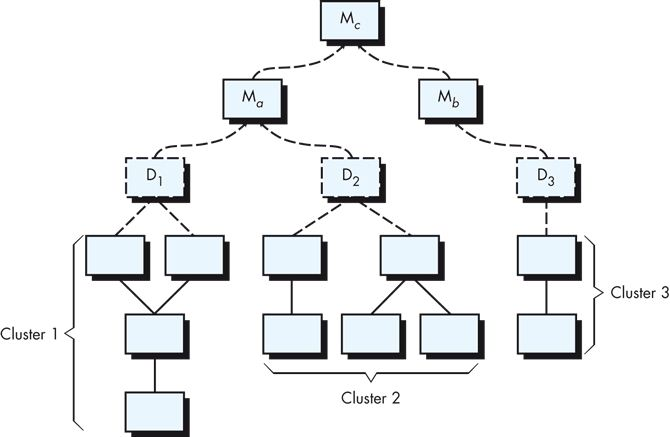 Mc
Ma
Mb
D1
D2
D3
Cluster 3
Cluster 1
Cluster 2